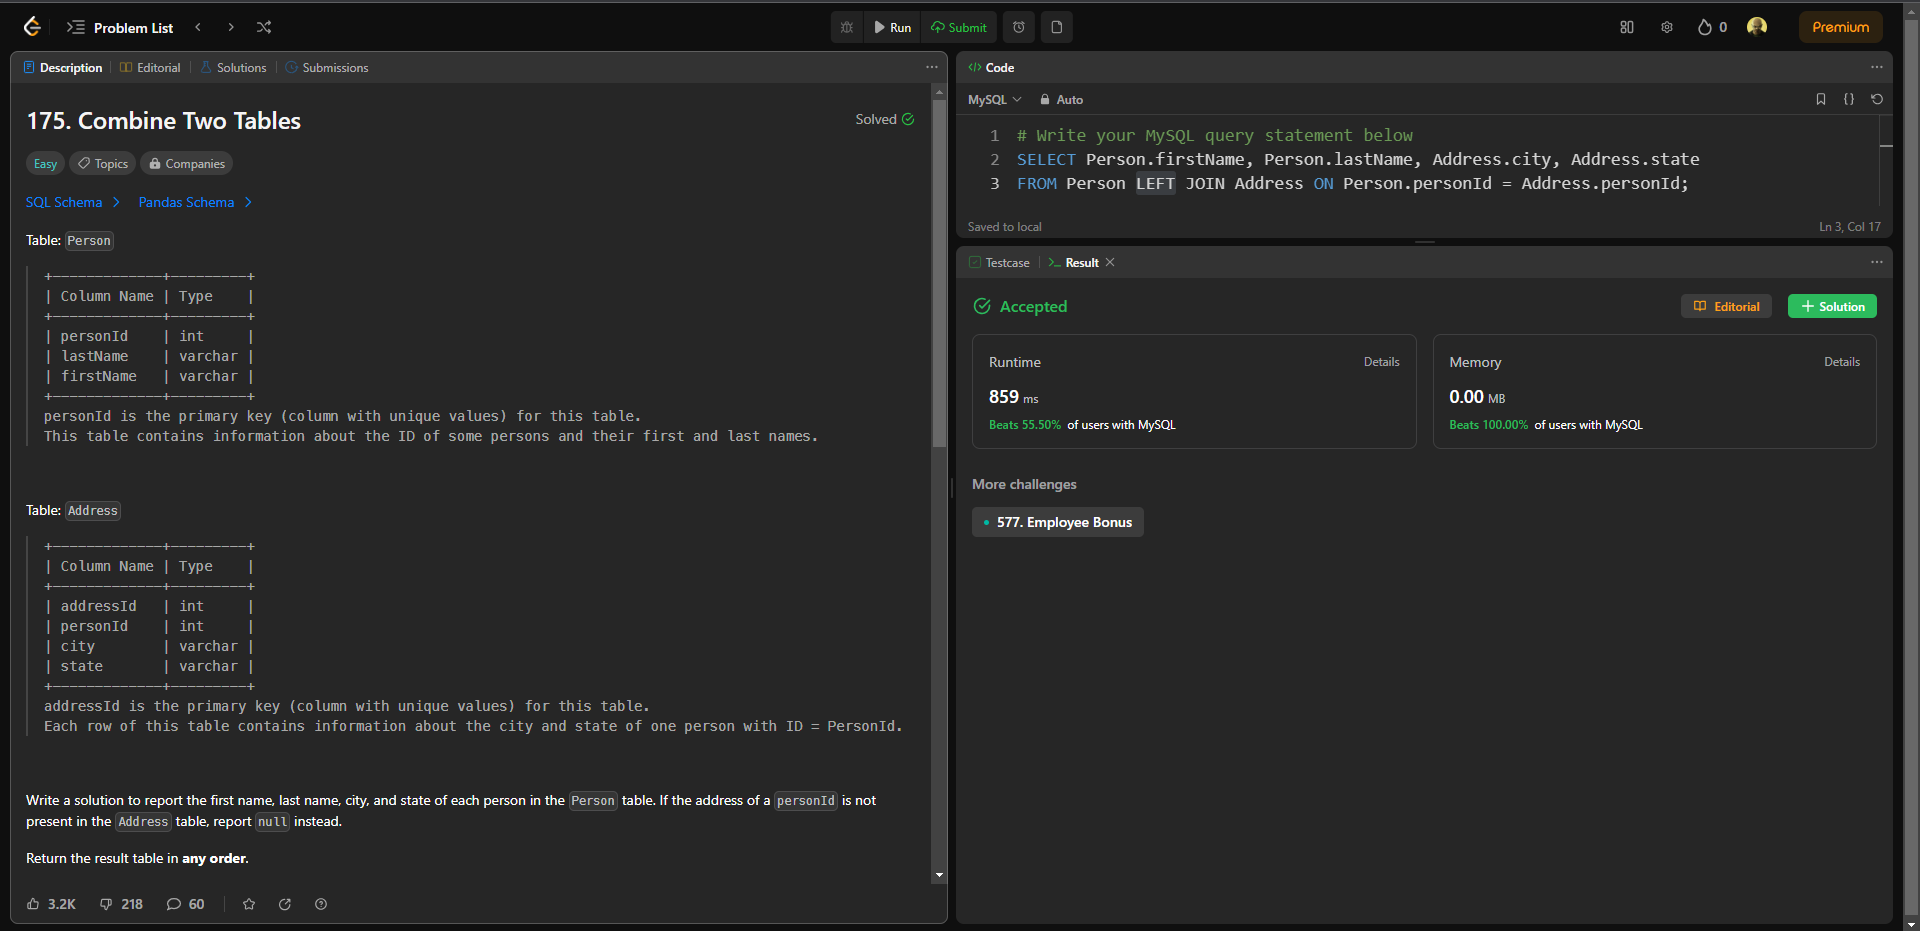 Problem List
Run
Submit
0
Premium
Description
Editorial
Solutions
Submissions
175. Combine Two Tables
Solved
Easy
Topics
Companies
SQL Schema
Pandas Schema
Table: Person
+-------------+---------+
| Column Name | Type    |
+-------------+---------+
| personId    | int     |
| lastName    | varchar |
| firstName   | varchar |
+-------------+---------+
personId is the primary key (column with unique values) for this table.
This table contains information about the ID of some persons and their first and last names.
Table: Address
+-------------+---------+
| Column Name | Type    |
+-------------+---------+
| addressId   | int     |
| personId    | int     |
| city        | varchar |
| state       | varchar |
+-------------+---------+
addressId is the primary key (column with unique values) for this table.
Each row of this table contains information about the city and state of one person with ID = PersonId.
Write a solution to report the first name, last name, city, and state of each person in the Person table. If the address of a personId is not
present in the Address table, report null instead.
Return the result table in any order.
3.2K
218
60
</> Code
MySQL
Auto
1 # Write your MySQL query statement below
2 SELECT Person.firstName, Person.lastName, Address.city, Address.state
3 FROM Person LEFT JOIN Address ON Person.personId = Address.personId;
Saved to local
Ln 3, Col 17
Testcase
>_ Result
Accepted
Editorial
+ Solution
Runtime
Details
859 ms
Beats 55.50% of users with MySQL
Memory
Details
0.00 MB
Beats 100.00% of users with MySQL
More challenges
577. Employee Bonus